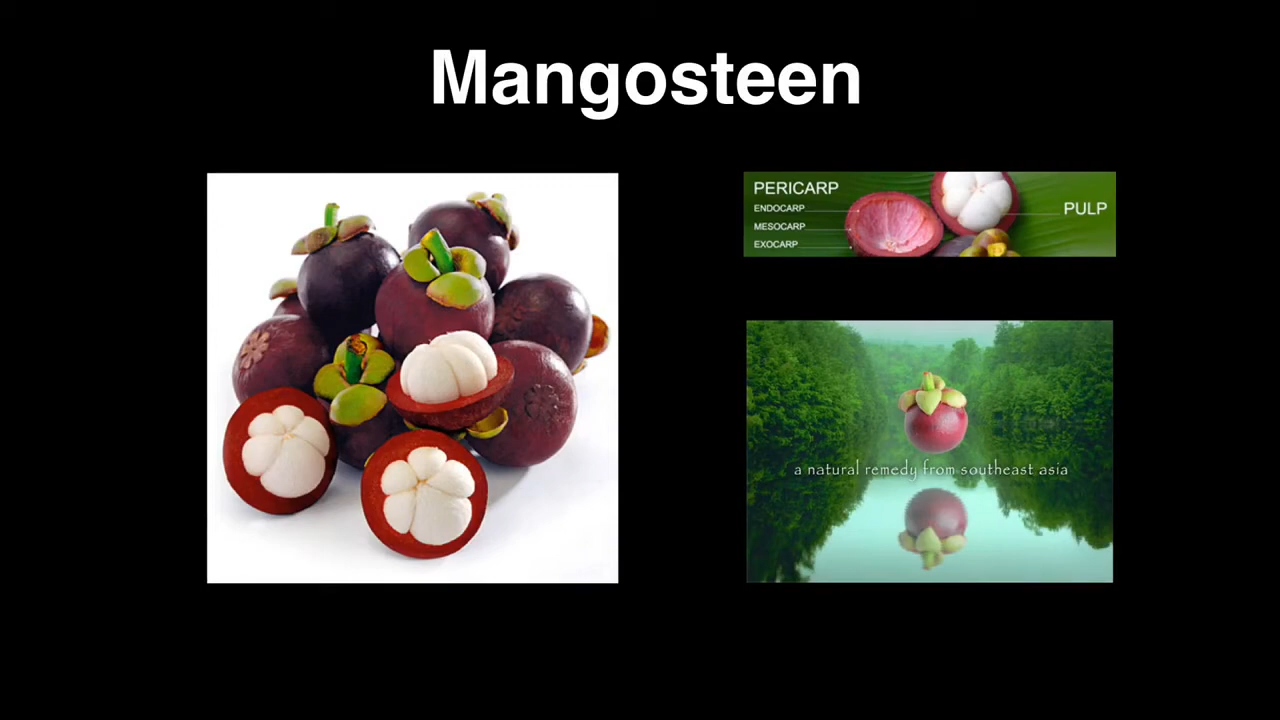 Mangosteen
PERICARP
ENDOCARP
MESOCARP
EXOCARP
PULP
a natural remedy from southeast asia